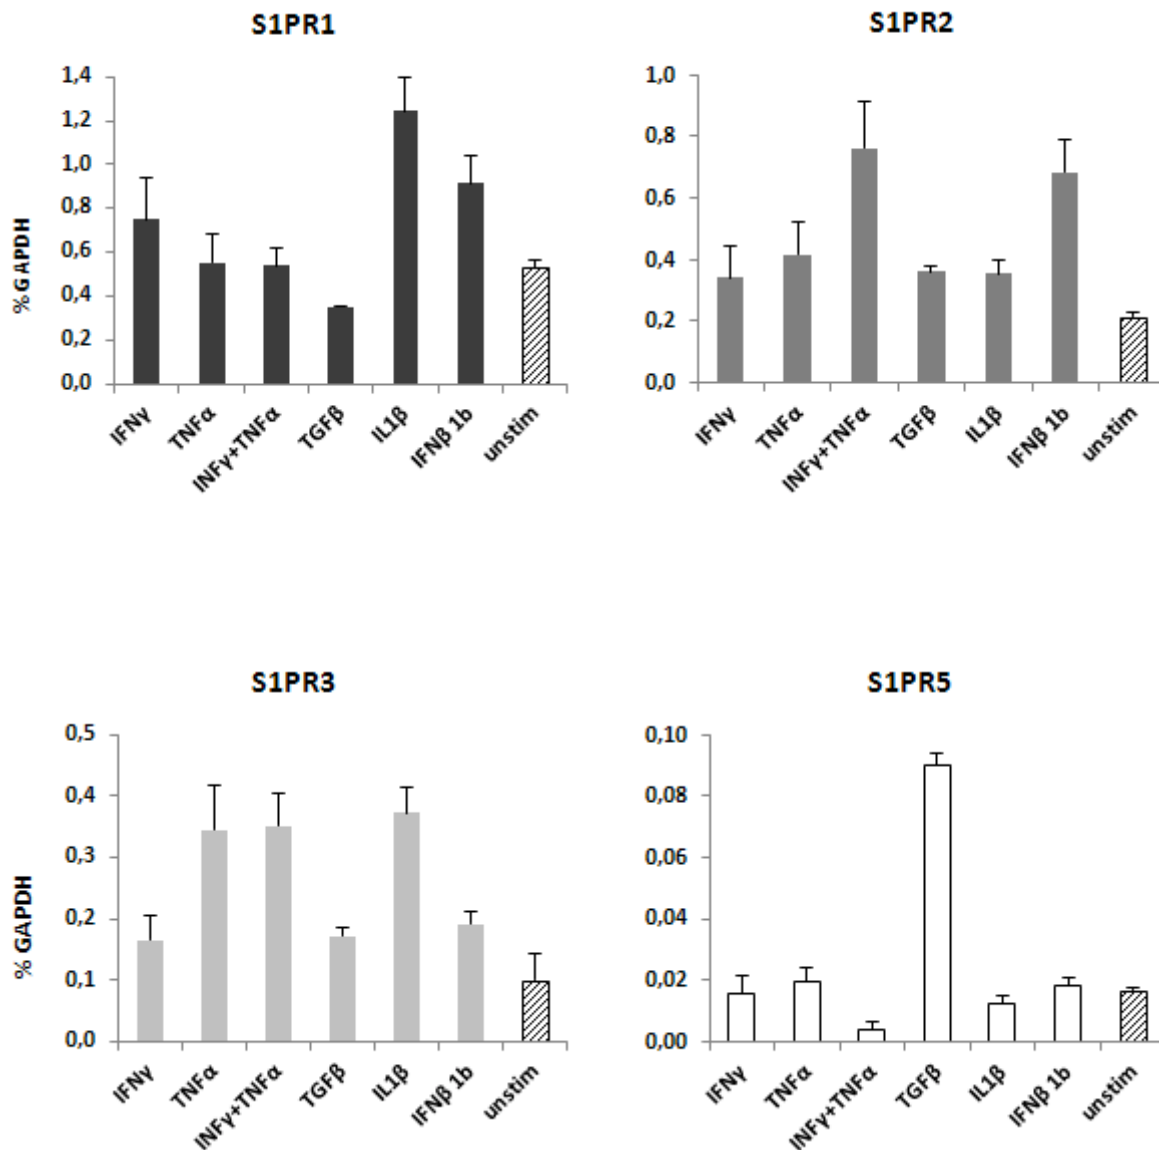 S1PR1
% GAPDH
1,4
1,2
1,0
0,8
0,6
0,4
0,2
0,0
IFNγ
TNFα
INFγ+TNFα
TGFβ
IL1β
IFNβ 1b
unstim
S1PR2
1,0
0,8
0,6
0,4
0,2
0,0
IFNγ
TNFα
INFγ+TNFα
TGFβ
IL1β
IFNβ 1b
unstim
S1PR3
% GAPDH
0,5
0,4
0,3
0,2
0,1
0,0
IFNγ
TNFα
INFγ+TNFα
TGFβ
IL1β
IFNβ 1b
unstim
S1PR5
0,10
0,08
0,06
0,04
0,02
0,00
IFNγ
TNFα
INFγ+TNFα
TGFβ
IL1β
IFNβ 1b
unstim